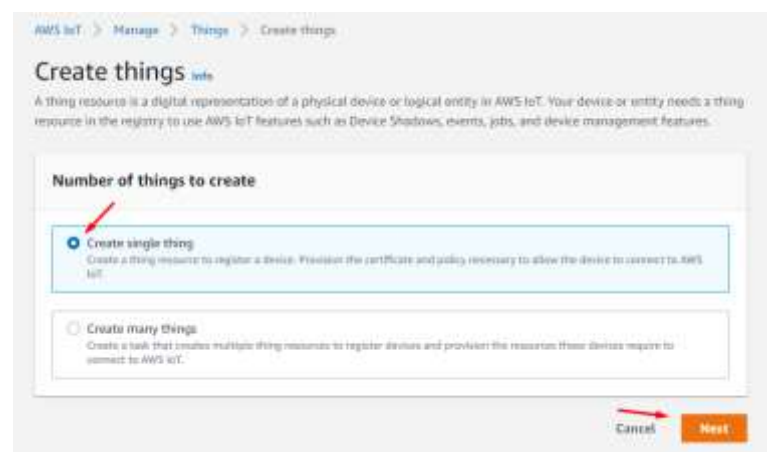 AWS IoT > Manage > Things > Create things
Create things Info
A thing resource is a digital representation of a physical device or logical entity in AWS IoT. Your device or entity needs a thing
resource in the registry to use AWS IoT features such as Device Shadows, events, jobs, and device management features.
Number of things to create
Create single thing
Create a thing resource to register a device. Provision the certificate and policy necessary to allow the device to connect to AWS
IoT.
Create many things
Create a task that creates multiple thing resources to register devices and provision the resources those devices require to
connect to AWS IoT.
Cancel Next